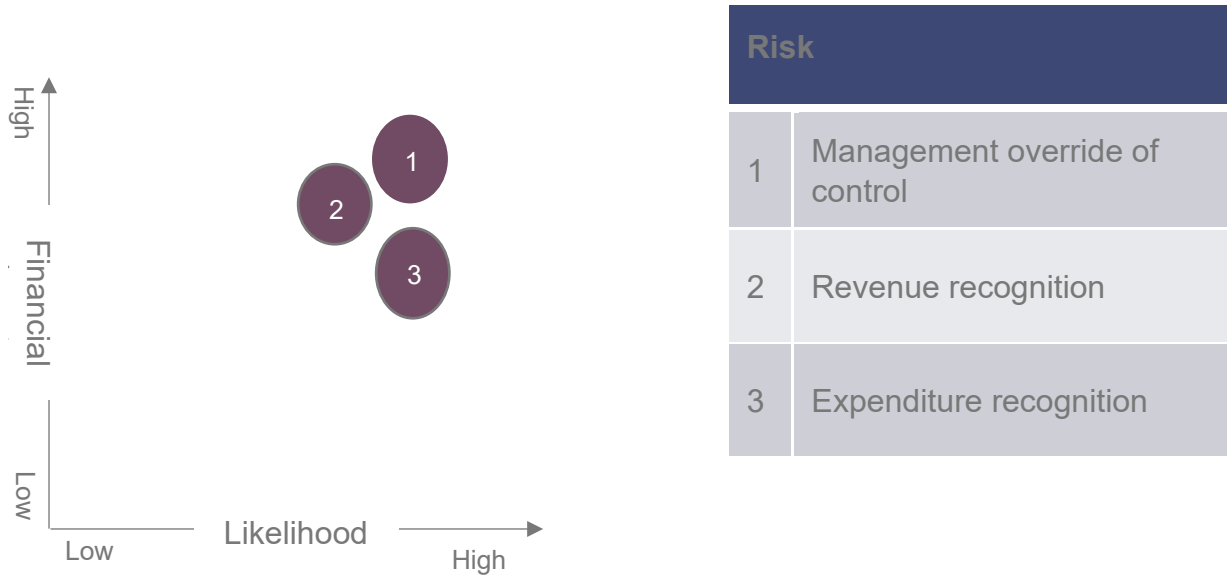 High
Financial
Low
Low
Likelihood
High
1
2
3
Risk
1
Management override of
control
2
Revenue recognition
3
Expenditure recognition